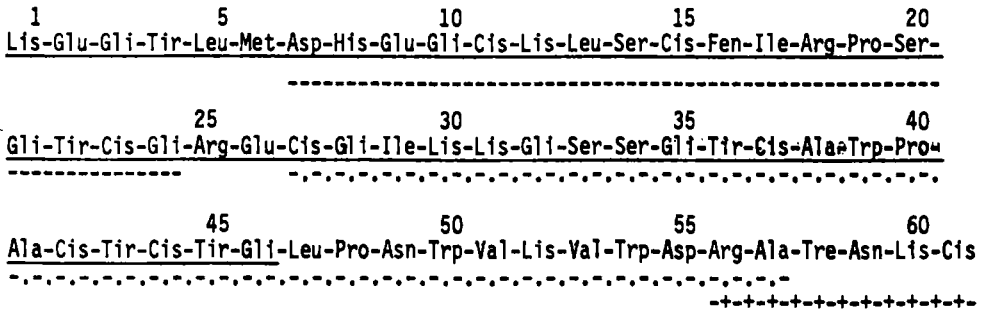 1 5 10 15 20
Lis-Glu-Gli-Tir-Leu-Met-Asp-His-Glu-Gli-Cis-Lis-Leu-Ser-Cis-Fen-Ile-Arg-Pro-Ser-
25 30 35 40
Gli-Tir-Cis-Gli-Arg-Glu-Cis-Gli-Ile-Lis-Lis-Gli-Ser-Ser-Gli-Tir-Cis-Ala-Trp-Pro-
45 50 55 60
Ala-Cis-Tir-Cis-Tir-Gli-Leu-Pro-Asn-Trp-Val-Lis-Val-Trp-Asp-Arg-Ala-Tre-Asn-Lis-Cis